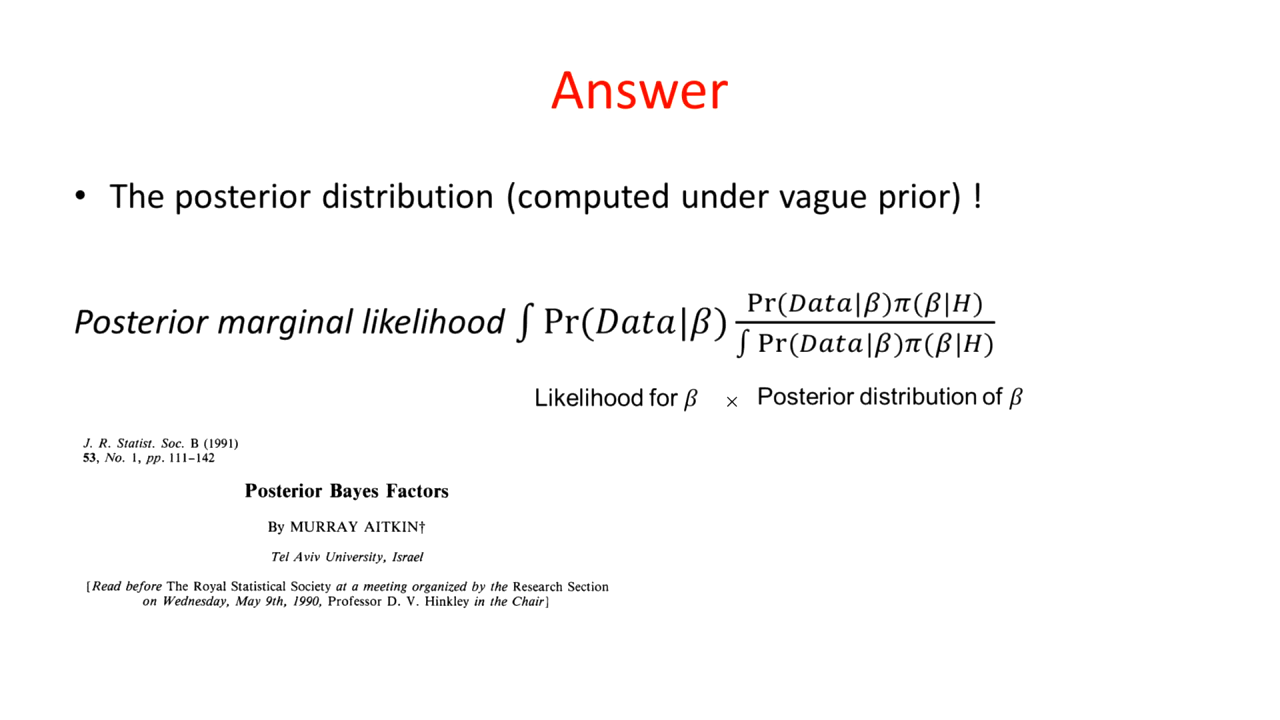 Answer
• The posterior distribution (computed under vague prior) !
Posterior marginal likelihood ∫ Pr(Data|β) Pr(Data|β)π(β|H) / ∫ Pr(Data|β)π(β|H)
Likelihood for β × Posterior distribution of β
J. R. Statist. Soc. B (1991)
53, No. 1, pp. 111–142
Posterior Bayes Factors
By MURRAY AITKIN†
Tel Aviv University, Israel
[Read before The Royal Statistical Society at a meeting organized by the Research Section
on Wednesday, May 9th, 1990, Professor D. V. Hinkley in the Chair]